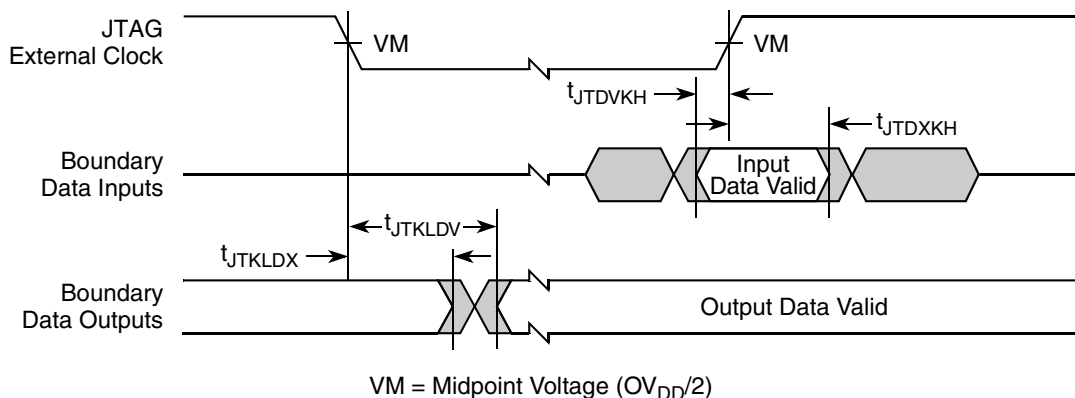 JTAG
External Clock
VM
VM
tJTDVKH
tJTDXKH
Boundary
Data Inputs
Input
Data Valid
tJTKLDV
tJTKLDX
Boundary
Data Outputs
Output Data Valid
VM = Midpoint Voltage (OVDD/2)